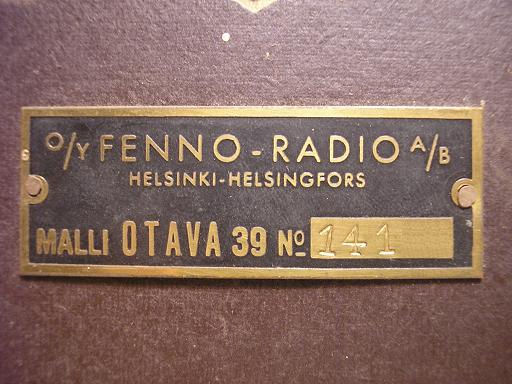 O/Y FENNO-RADIO A/B
HELSINKI-HELSINGFORS
MALLI OTAVA 39 Nº 141